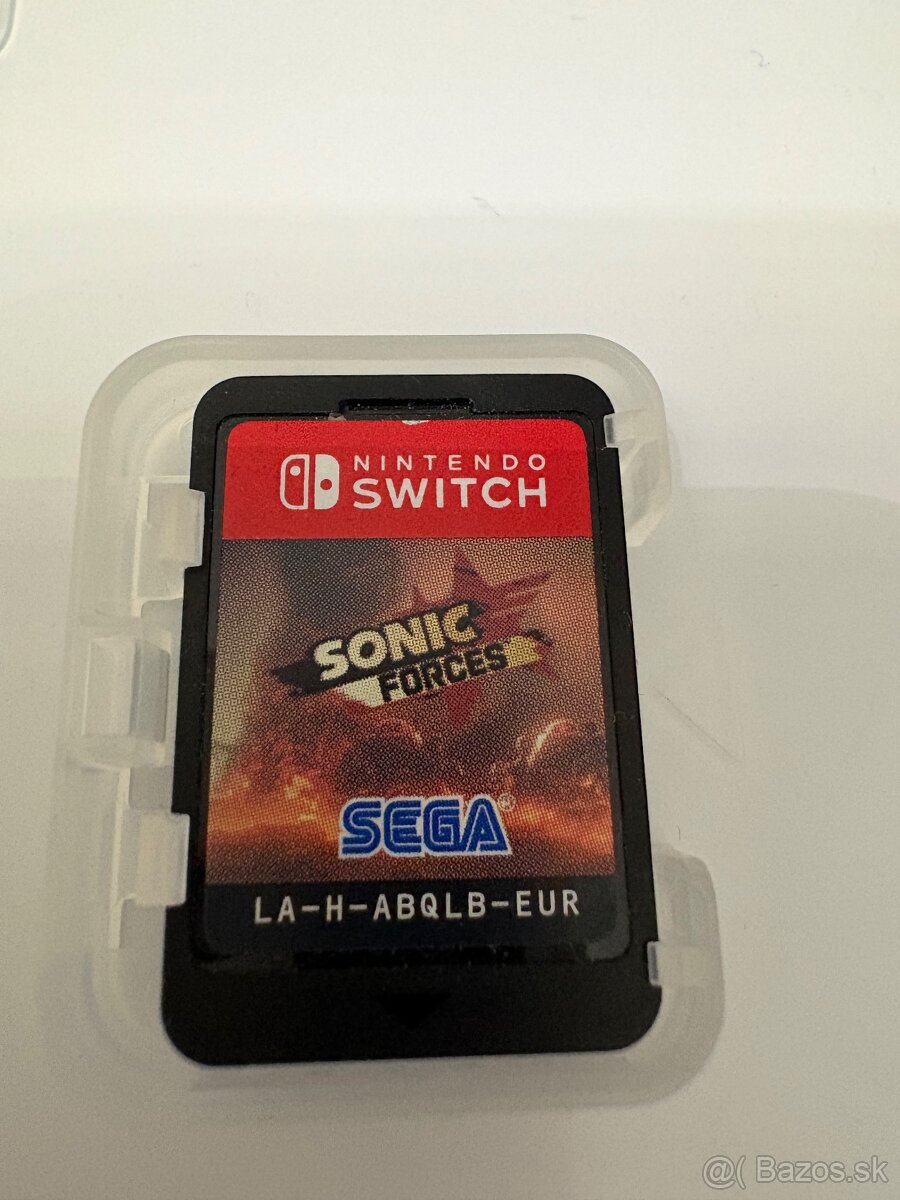 NINTENDO
SWITCH
SONIC
FORCES
SEGA®
LA-H-ABQLB-EUR
@( Bazos.sk